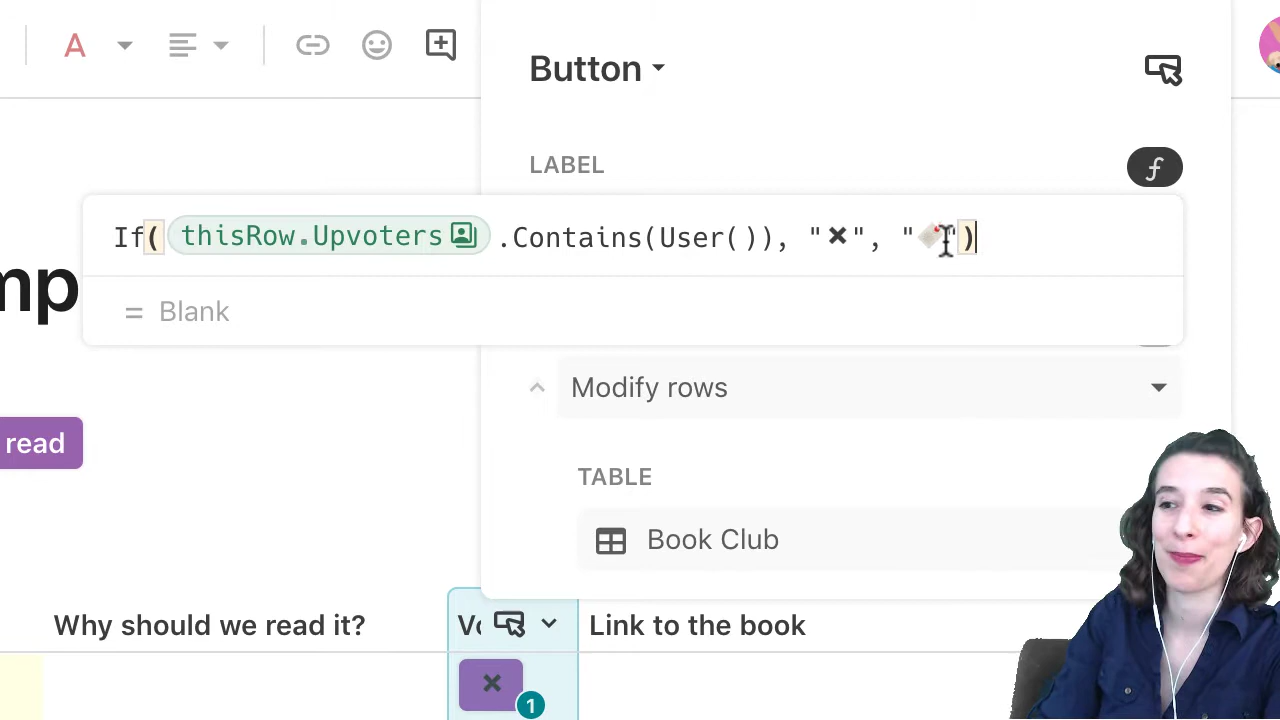 A
Button
LABEL
If(thisRow.Upvoters.Contains(User()), "✖", "🏷️")
mp
= Blank
Modify rows
read
TABLE
Book Club
Why should we read it?
Link to the book
✖
1